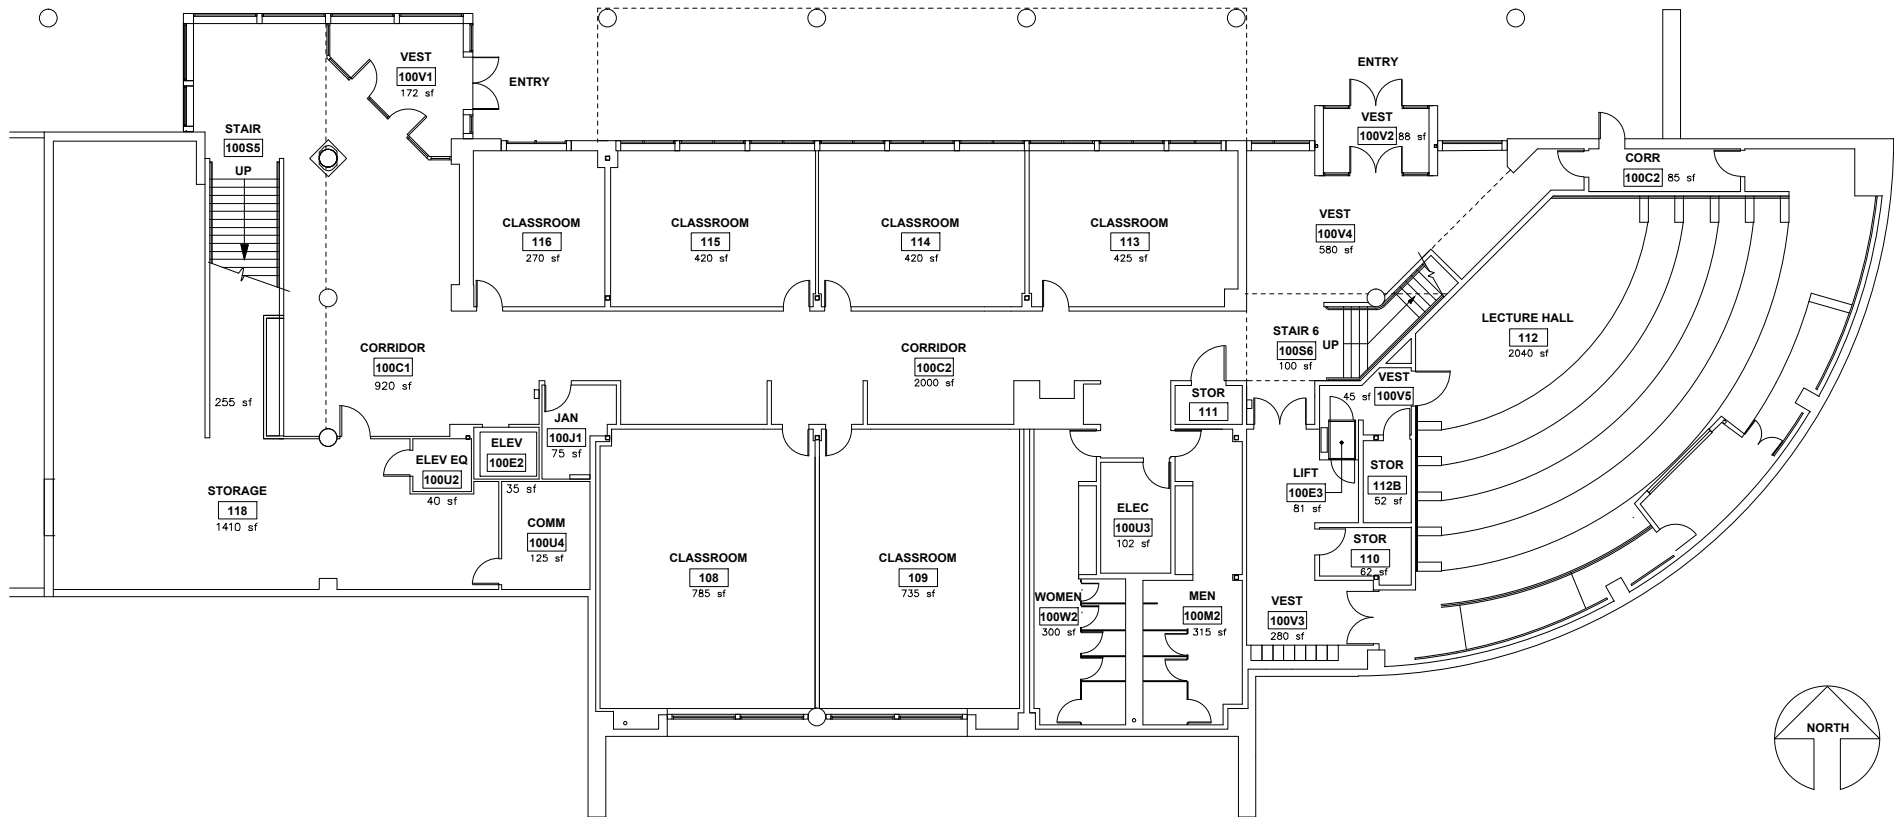 VEST
100V1
172 sf
ENTRY
ENTRY
VEST
100V2 88 sf
STAIR
100S5
UP
CORR
100C2 85 sf
CLASSROOM
116
270 sf
CLASSROOM
115
420 sf
CLASSROOM
114
420 sf
CLASSROOM
113
425 sf
VEST
100V4
580 sf
LECTURE HALL
112
2040 sf
CORRIDOR
100C1
920 sf
CORRIDOR
100C2
2000 sf
STAIR 6
100S6
UP
100 sf
VEST
45 sf 100V5
255 sf
STOR
111
JAN
100J1
75 sf
ELEV
100E2
35 sf
ELEV EQ
100U2
40 sf
STORAGE
118
1410 sf
COMM
100U4
125 sf
CLASSROOM
108
785 sf
CLASSROOM
109
735 sf
ELEC
100U3
102 sf
LIFT
100E3
81 sf
STOR
112B
52 sf
STOR
110
62 sf
WOMEN
100W2
300 sf
MEN
100M2
315 sf
VEST
100V3
280 sf
NORTH